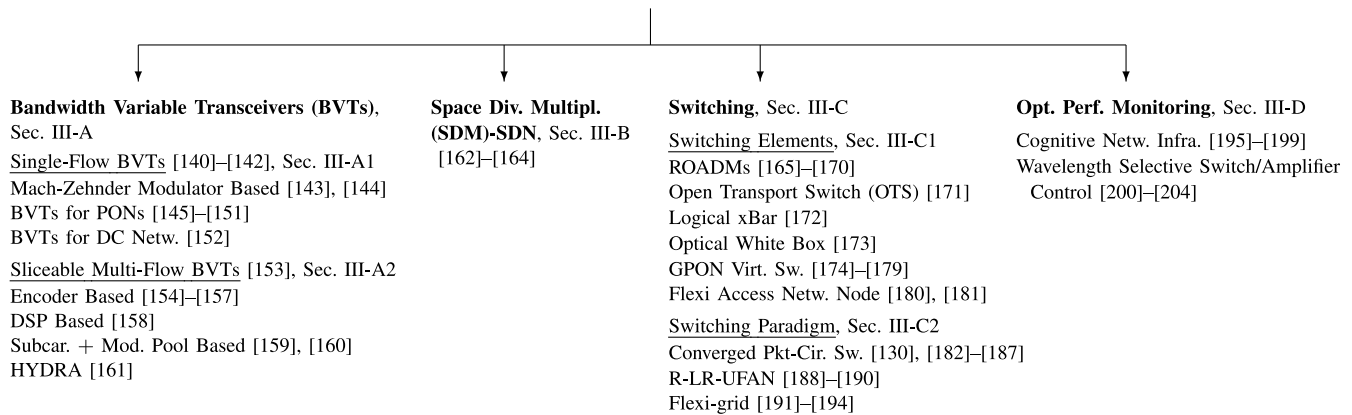 Bandwidth Variable Transceivers (BVTs),
Sec. III-A
Single-Flow BVTs [140]–[142], Sec. III-A1
Mach-Zehnder Modulator Based [143], [144]
BVTs for PONs [145]–[151]
BVTs for DC Netw. [152]
Sliceable Multi-Flow BVTs [153], Sec. III-A2
Encoder Based [154]–[157]
DSP Based [158]
Subcar. + Mod. Pool Based [159], [160]
HYDRA [161]
Space Div. Multipl.
(SDM)-SDN, Sec. III-B
[162]–[164]
Switching, Sec. III-C
Switching Elements, Sec. III-C1
ROADMs [165]–[170]
Open Transport Switch (OTS) [171]
Logical xBar [172]
Optical White Box [173]
GPON Virt. Sw. [174]–[179]
Flexi Access Netw. Node [180], [181]
Switching Paradigm, Sec. III-C2
Converged Pkt-Cir. Sw. [130], [182]–[187]
R-LR-UFAN [188]–[190]
Flexi-grid [191]–[194]
Opt. Perf. Monitoring, Sec. III-D
Cognitive Netw. Infra. [195]–[199]
Wavelength Selective Switch/Amplifier
Control [200]–[204]